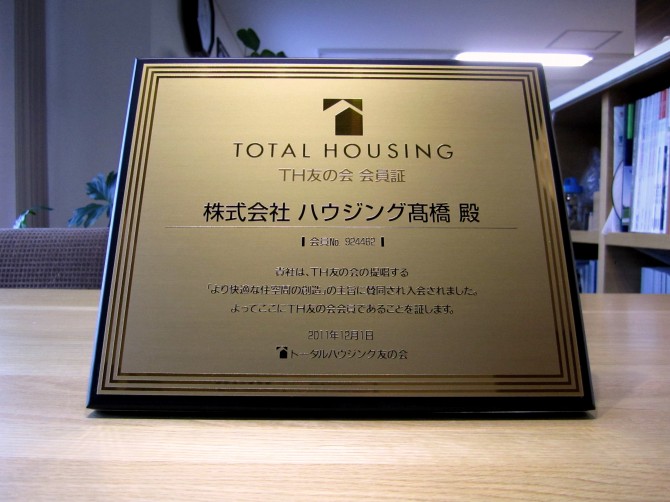 TOTAL HOUSING
TH友の会 会員証
株式会社 ハウジング髙橋 殿
会員No. 924462
貴社は、TH友の会の提唱する
「より快適な住空間の創造」の主旨に賛同され入会されました。
よってここにTH友の会会員であることを証します。
2011年12月1日
トータルハウジング友の会